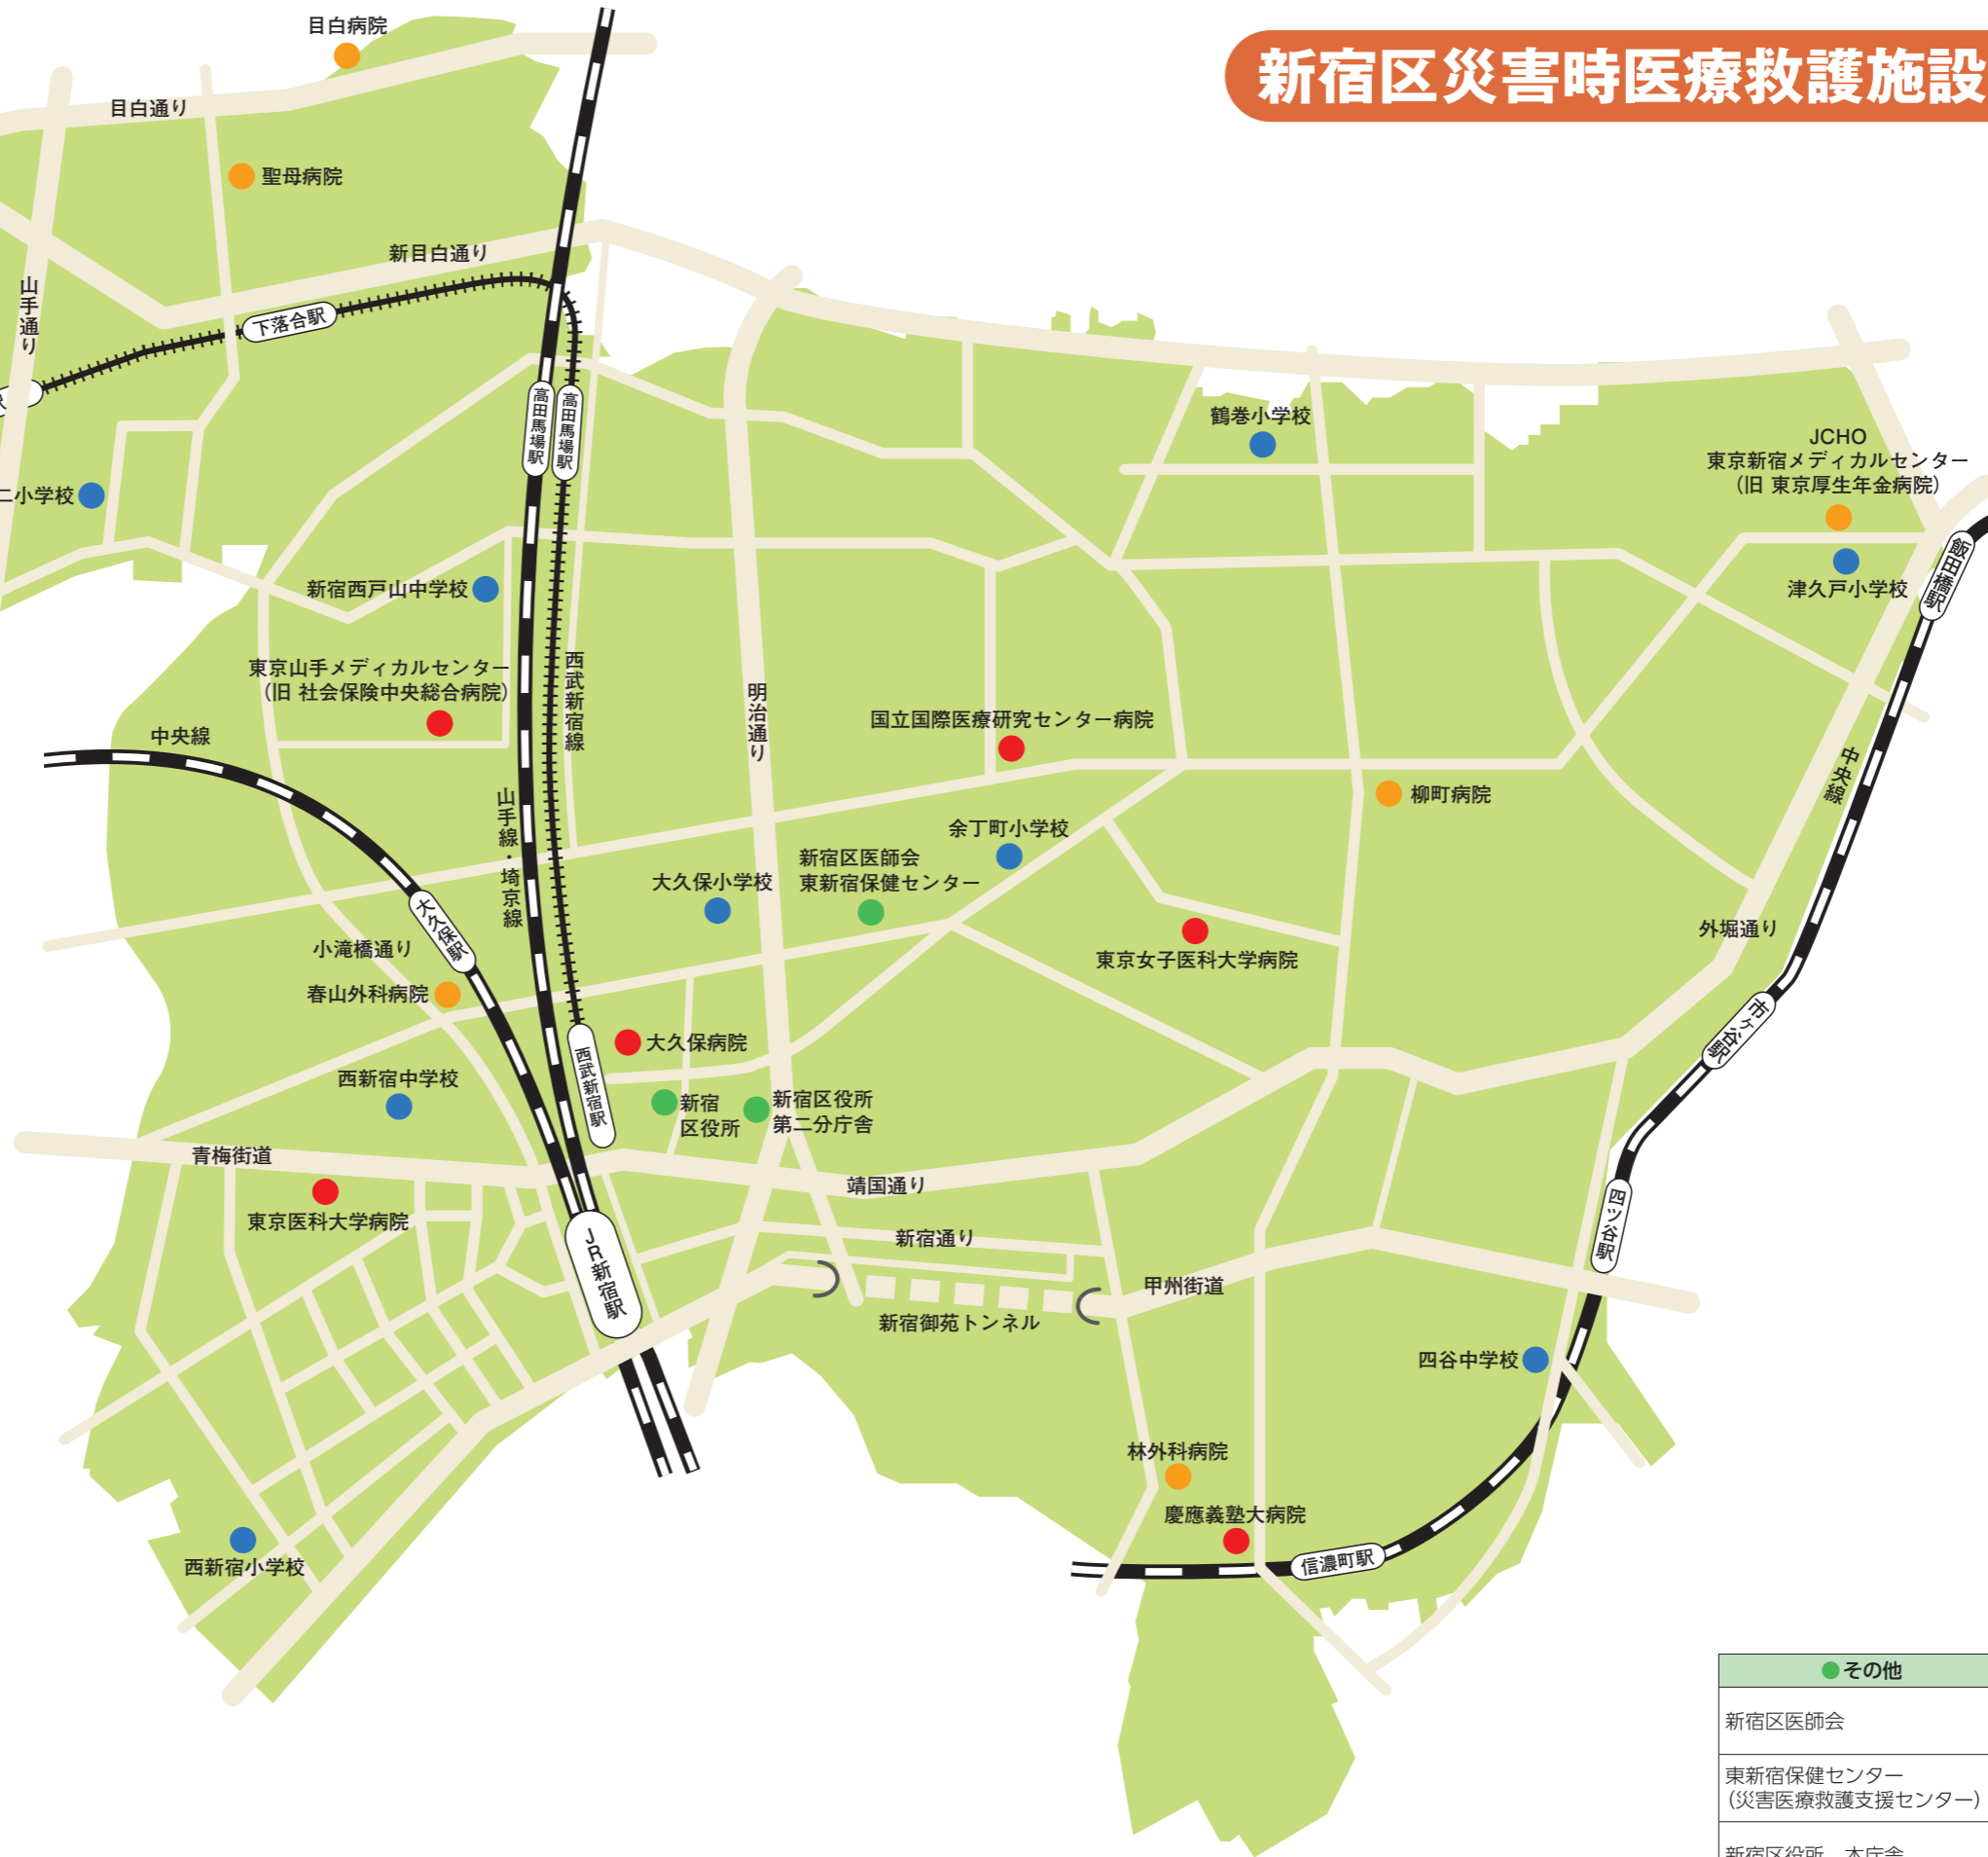 新宿区災害時医療救護施設
目白病院
目白通り
聖母病院
新目白通り
山手通り
下落合駅
高田馬場駅
高田馬場駅
鶴巻小学校
JCHO
東京新宿メディカルセンター
（旧 東京厚生年金病院）
二小学校
飯田橋駅
津久戸小学校
新宿西戸山中学校
東京山手メディカルセンター
（旧 社会保険中央総合病院）
西武新宿線
明治通り
国立国際医療研究センター病院
中央線
中央線
山手線・埼京線
柳町病院
余丁町小学校
新宿区医師会
東新宿保健センター
大久保小学校
大久保駅
小滝橋通り
東京女子医科大学病院
外堀通り
春山外科病院
市ヶ谷駅
大久保病院
西武新宿駅
西新宿中学校
新宿
区役所
新宿区役所
第二分庁舎
青梅街道
靖国通り
東京医科大学病院
四ツ谷駅
JR新宿駅
新宿通り
甲州街道
新宿御苑トンネル
四谷中学校
林外科病院
慶應義塾大病院
信濃町駅
西新宿小学校
その他
新宿区医師会
東新宿保健センター
（災害医療救護支援センター）
新宿区役所　本庁舎